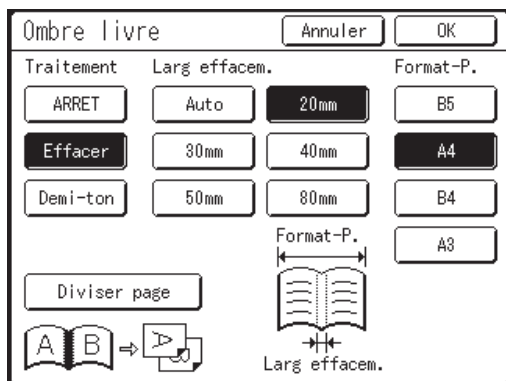 Ombre livre Annuler OK
Traitement Larg effacem. Format-P.
ARRET Auto 20mm B5
Effacer 30mm 40mm A4
Demi-ton 50mm 80mm B4
Format-P. A3
Diviser page
A B A B
Larg effacem.